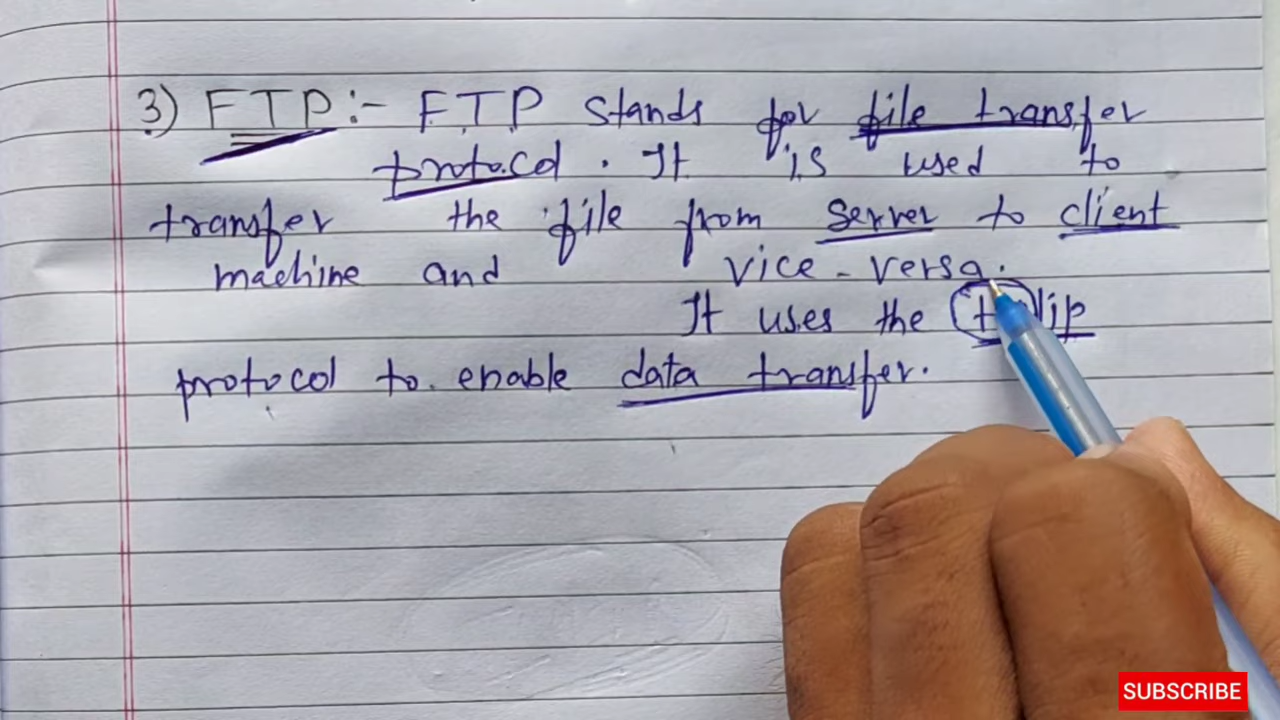 3) FTP:- FTP stands for file transfer
protocol. It is used to
transfer the file from server to client
machine and vice-versa.
It uses the
protocol to enable data transfer.
SUBSCRIBE